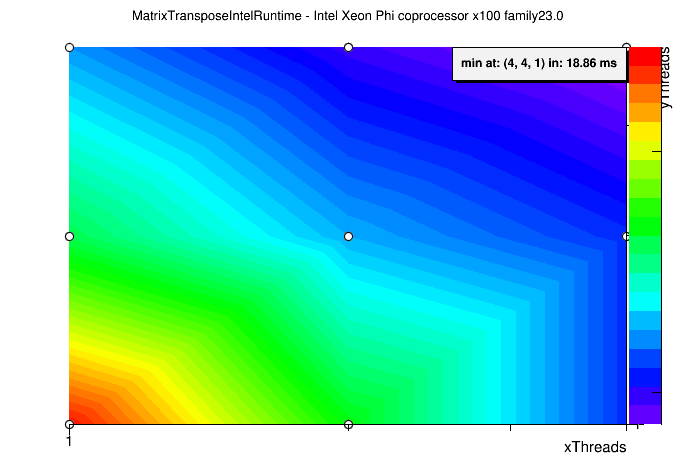 MatrixTransposeIntelRuntime - Intel Xeon Phi coprocessor x100 family23.0
min at: (4, 4, 1) in: 18.86 ms
yThreads
1
xThreads